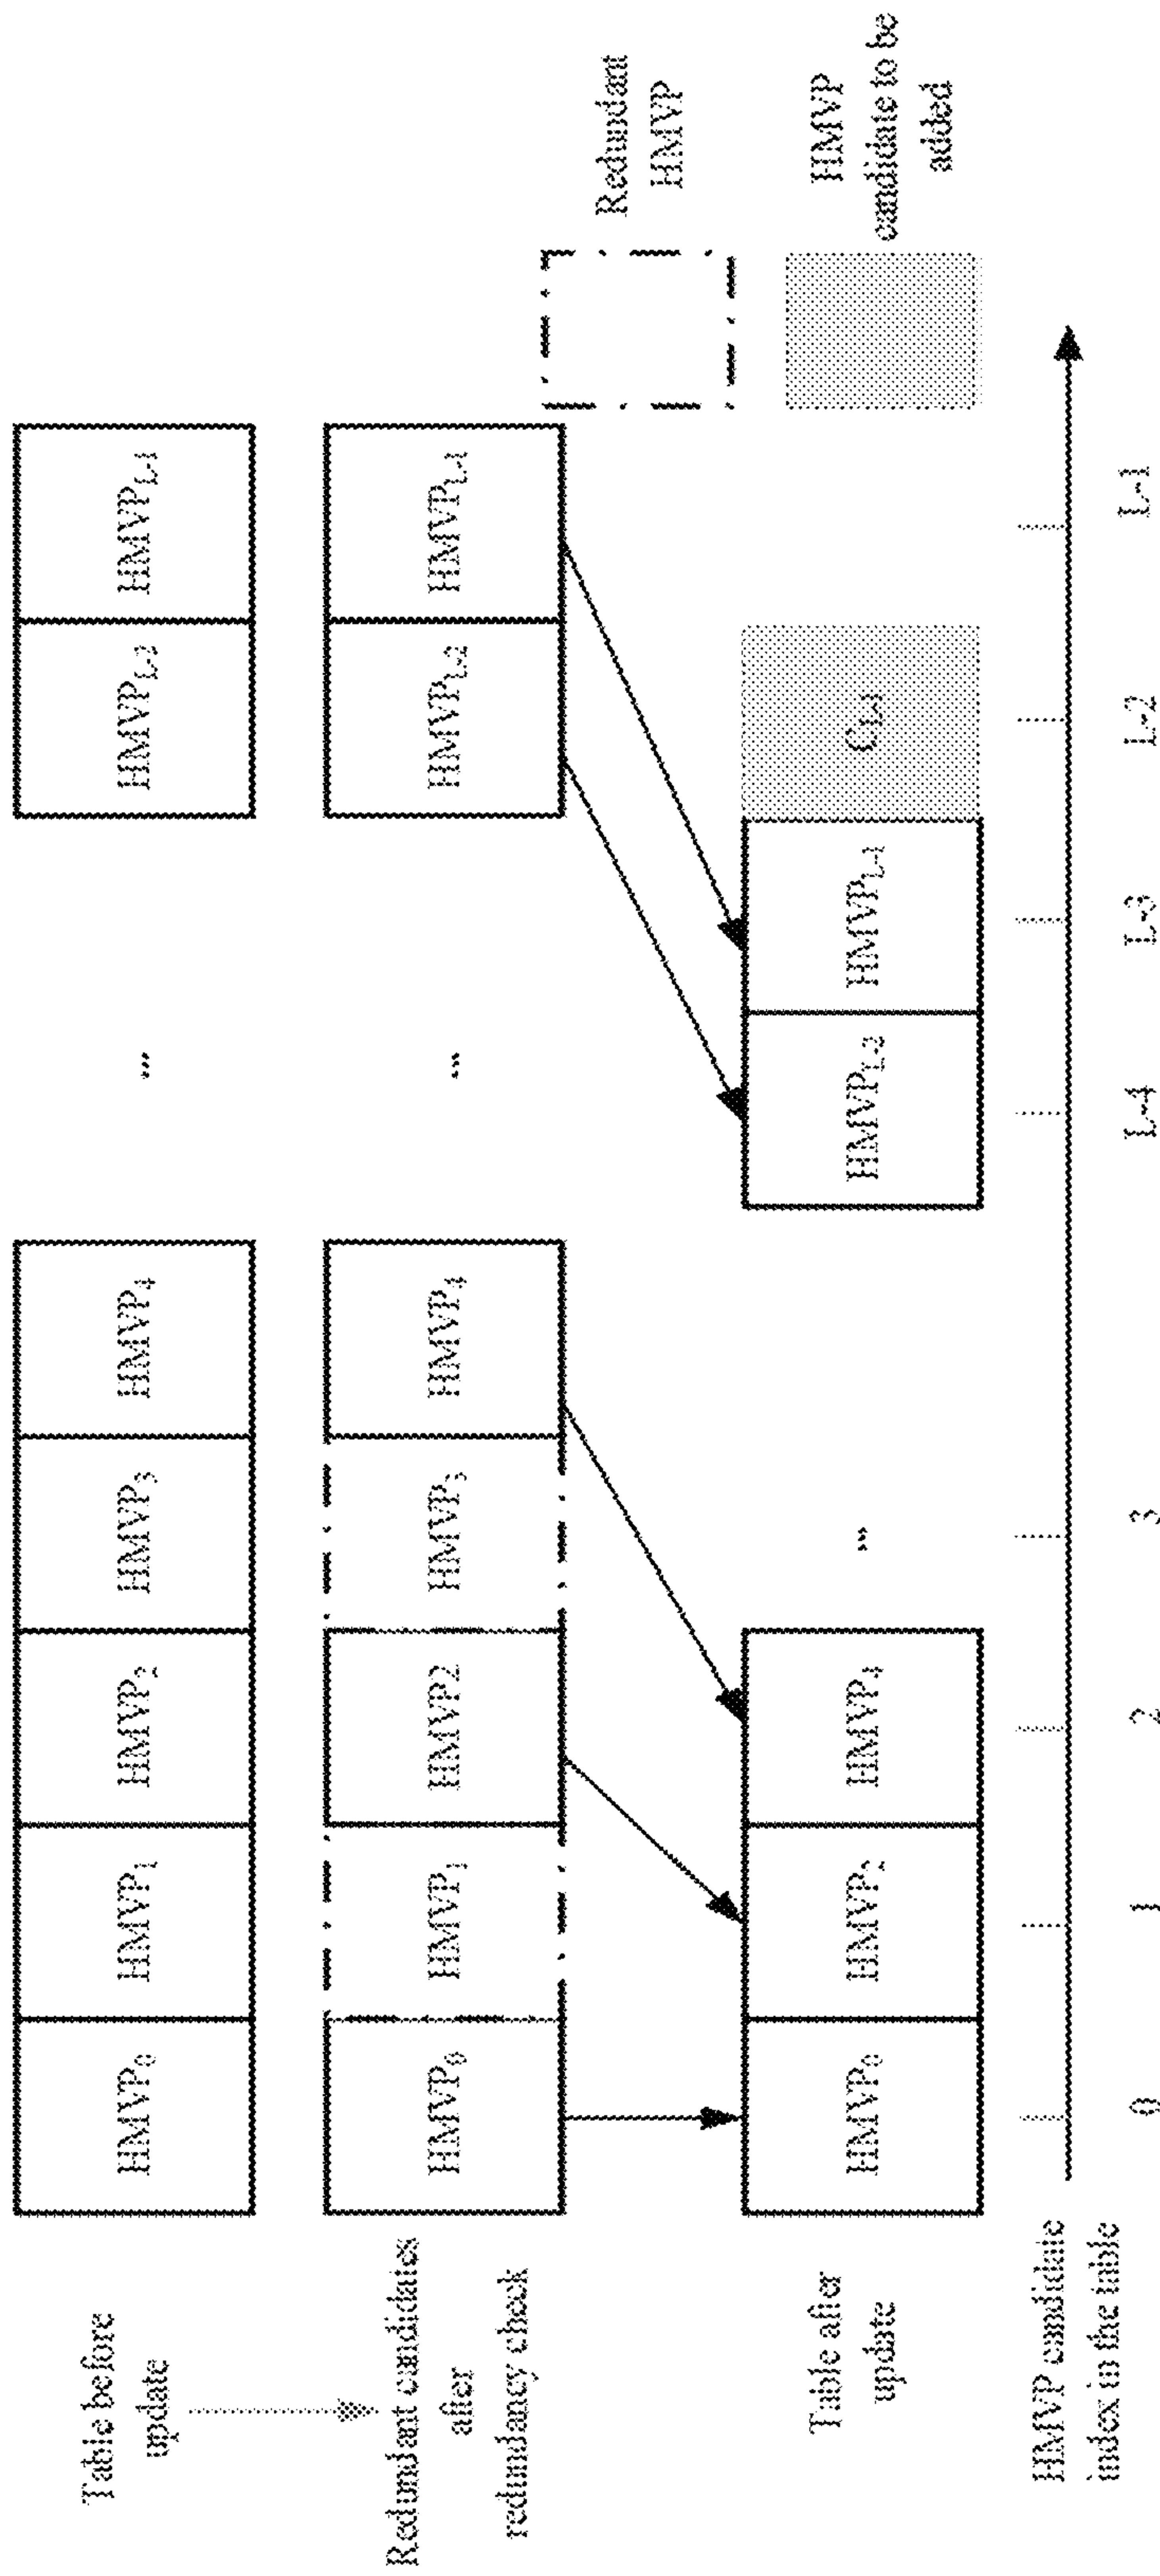 Table before
update
HMVP0
HMVP1
HMVP2
HMVP3
HMVP4
...
HMVPL-2
HMVPL-1
Redundant candidates
after
redundancy check
HMVP0
HMVP1
HMVP2
HMVP3
HMVP4
...
HMVPL-2
HMVPL-1
Redundant
HMVP
Table after
update
HMVP0
HMVP2
HMVP4
...
HMVPL-2
HMVPL-1
CL-1
HMVP
candidate to be
added
HMVP candidate
index in the table
0
1
2
3
L-4
L-3
L-2
L-1